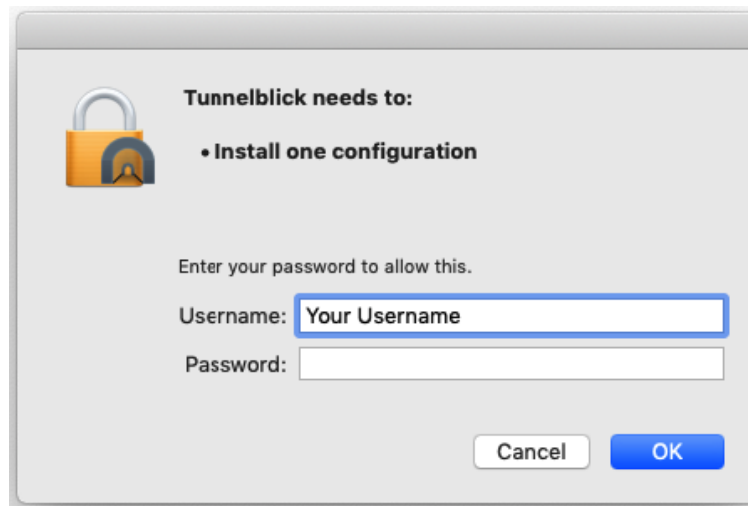 Tunnelblick needs to:
• Install one configuration
Enter your password to allow this.
Username: Your Username
Password:
Cancel OK